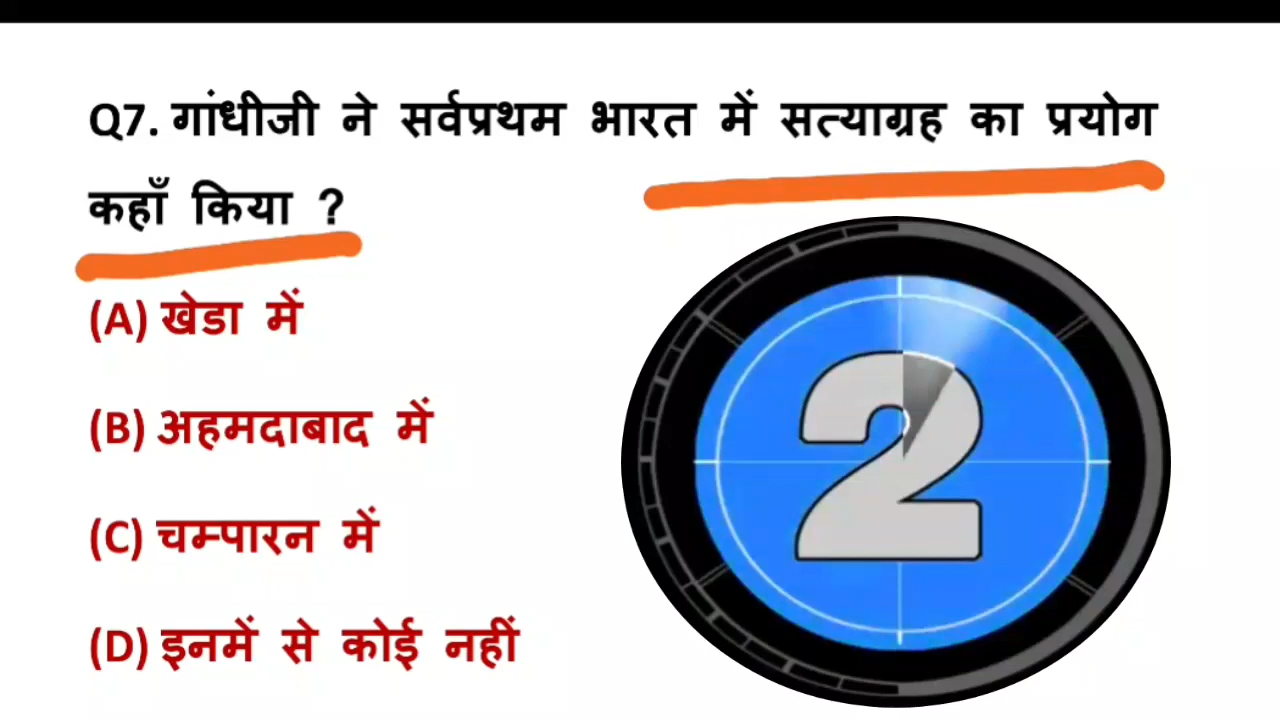 Q7. गांधीजी ने सर्वप्रथम भारत में सत्याग्रह का प्रयोग
कहाँ किया ?
(A) खेडा में
(B) अहमदाबाद में
(C) चम्पारन में
(D) इनमें से कोई नहीं
2